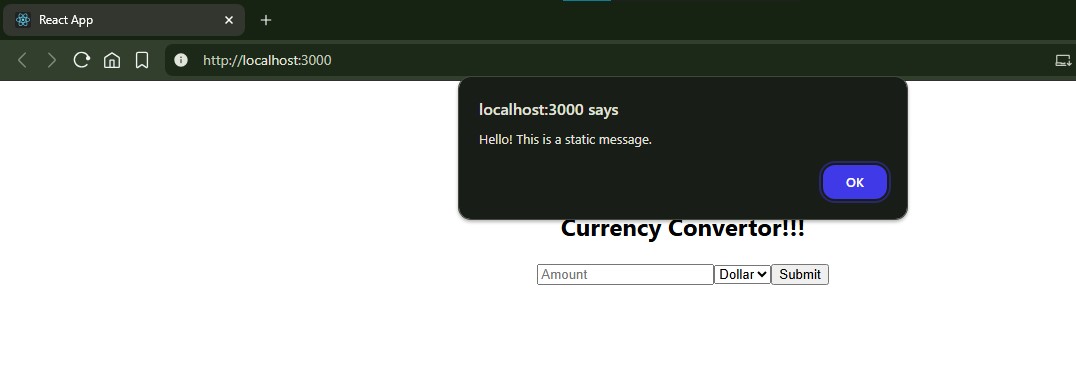 React App
http://localhost:3000
localhost:3000 says
Hello! This is a static message.
OK
Currency Convertor!!!
Amount Dollar Submit